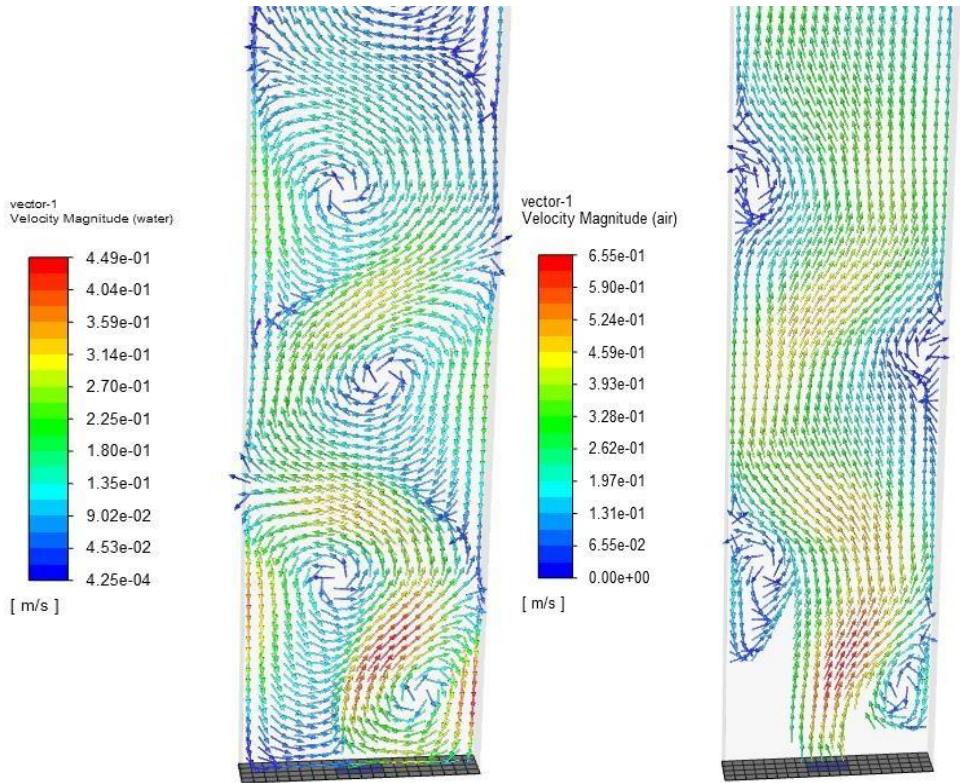 vector-1
Velocity Magnitude (water)
4.49e-01
4.04e-01
3.59e-01
3.14e-01
2.70e-01
2.25e-01
1.80e-01
1.35e-01
9.02e-02
4.53e-02
4.25e-04
[ m/s ]
vector-1
Velocity Magnitude (air)
6.55e-01
5.90e-01
5.24e-01
4.59e-01
3.93e-01
3.28e-01
2.62e-01
1.97e-01
1.31e-01
6.55e-02
0.00e+00
[ m/s ]